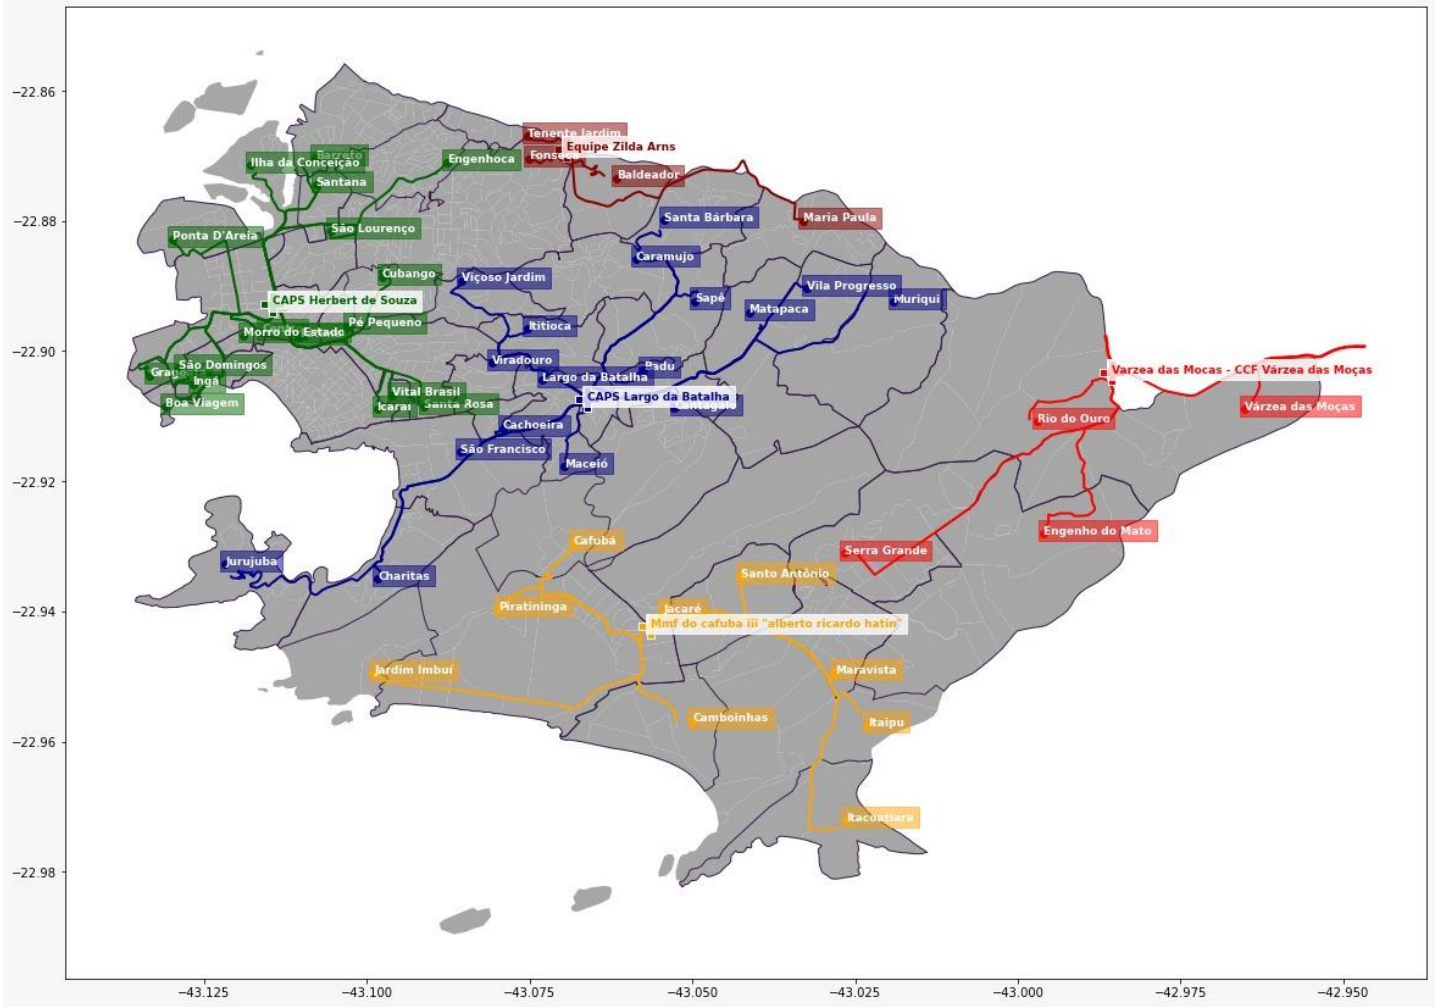 −22.86
−22.88
−22.90
−22.92
−22.94
−22.96
−22.98
Tenente Jardim
Equipe Zilda Arns
Fonseca
Baldeador
Maria Paula
Barreto
Ilha da Conceição
Engenhoca
Santana
São Lourenço
Ponta D'Areia
Cubango
CAPS Herbert de Souza
Pé Pequeno
Morro do Estado
São Domingos
Gragoatá
Ingá
Boa Viagem
Vital Brasil
Icaraí
Santa Rosa
Santa Bárbara
Caramujo
Viçoso Jardim
Sapê
Vila Progresso
Muriqui
Matapaca
Ititioca
Viradouro
Badu
Largo da Batalha
CAPS Largo da Batalha
Cantagalo
Cachoeira
São Francisco
Maceió
Jurujuba
Charitas
Varzea das Mocas - CCF Várzea das Moças
Várzea das Moças
Rio do Ouro
Engenho do Mato
Serra Grande
Cafubá
Santo Antônio
Piratininga
Jacaré
Mmf do cafuba iii "alberto ricardo hatin"
Jardim Imbuí
Maravista
Camboinhas
Itaipu
Itacoatiara
−43.125
−43.100
−43.075
−43.050
−43.025
−43.000
−42.975
−42.950